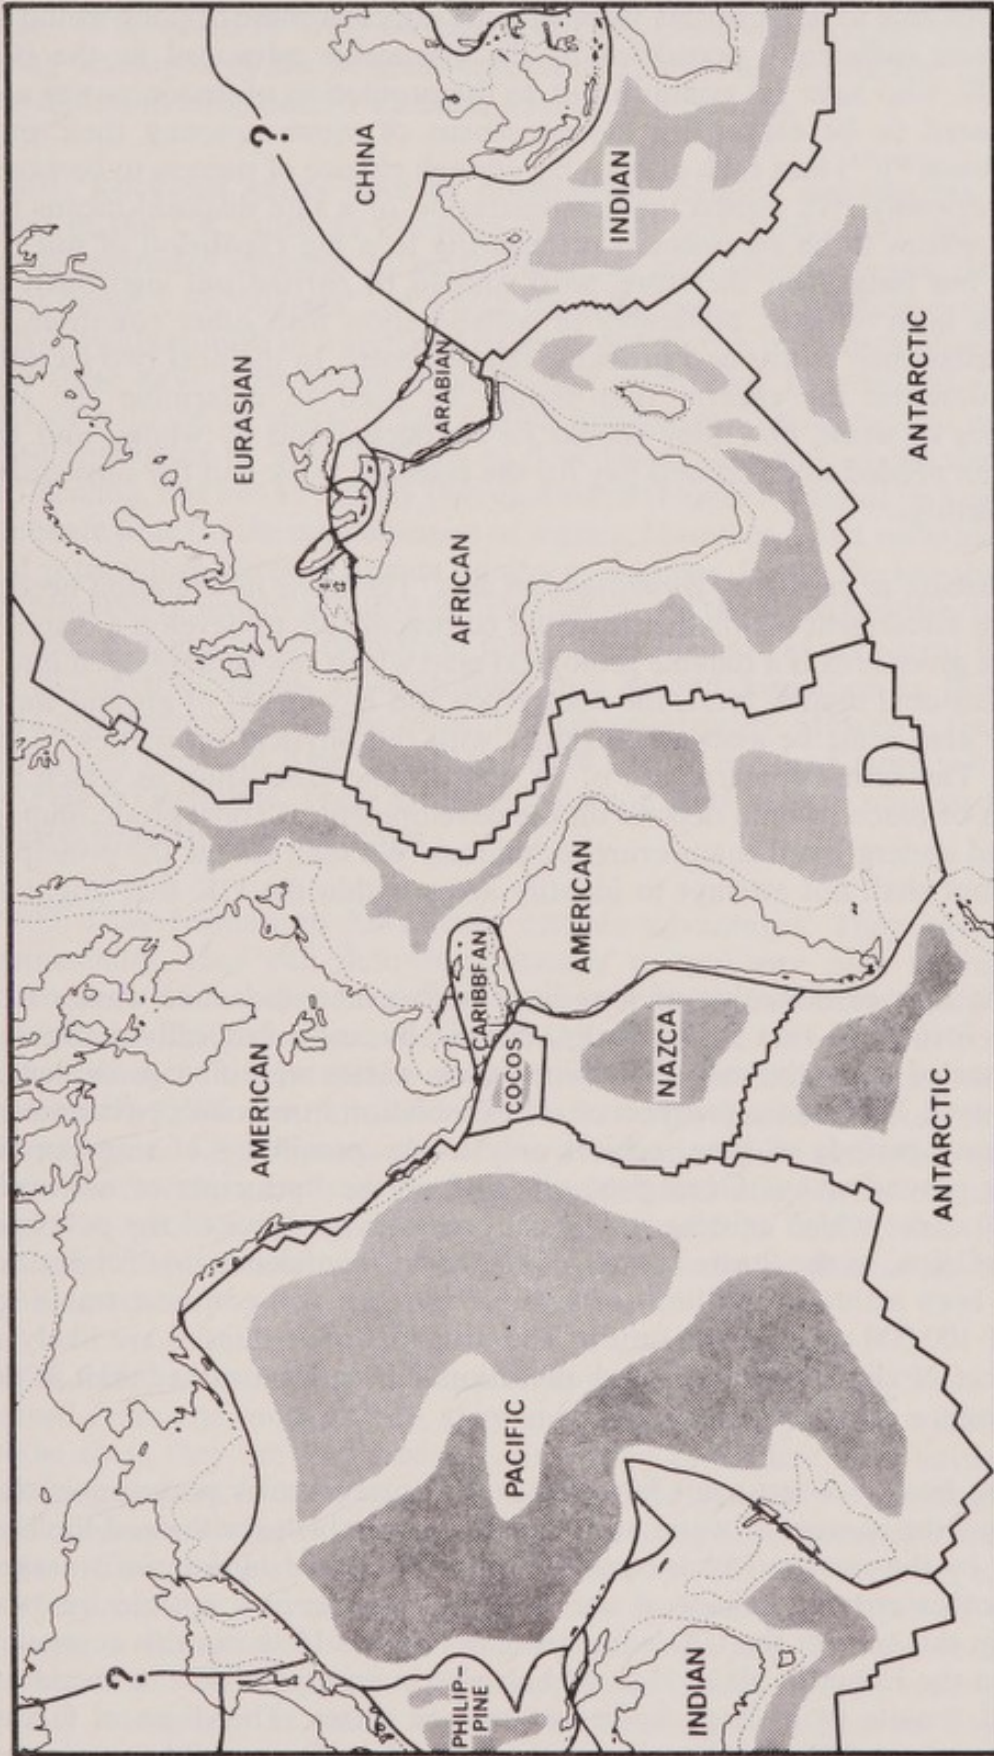 ?
AMERICAN
EURASIAN
?
CHINA
ARABIAN
AFRICAN
PHILIP-
PINE
CARIBBEAN
COCOS
PACIFIC
AMERICAN
INDIAN
NAZCA
INDIAN
ANTARCTIC
ANTARCTIC